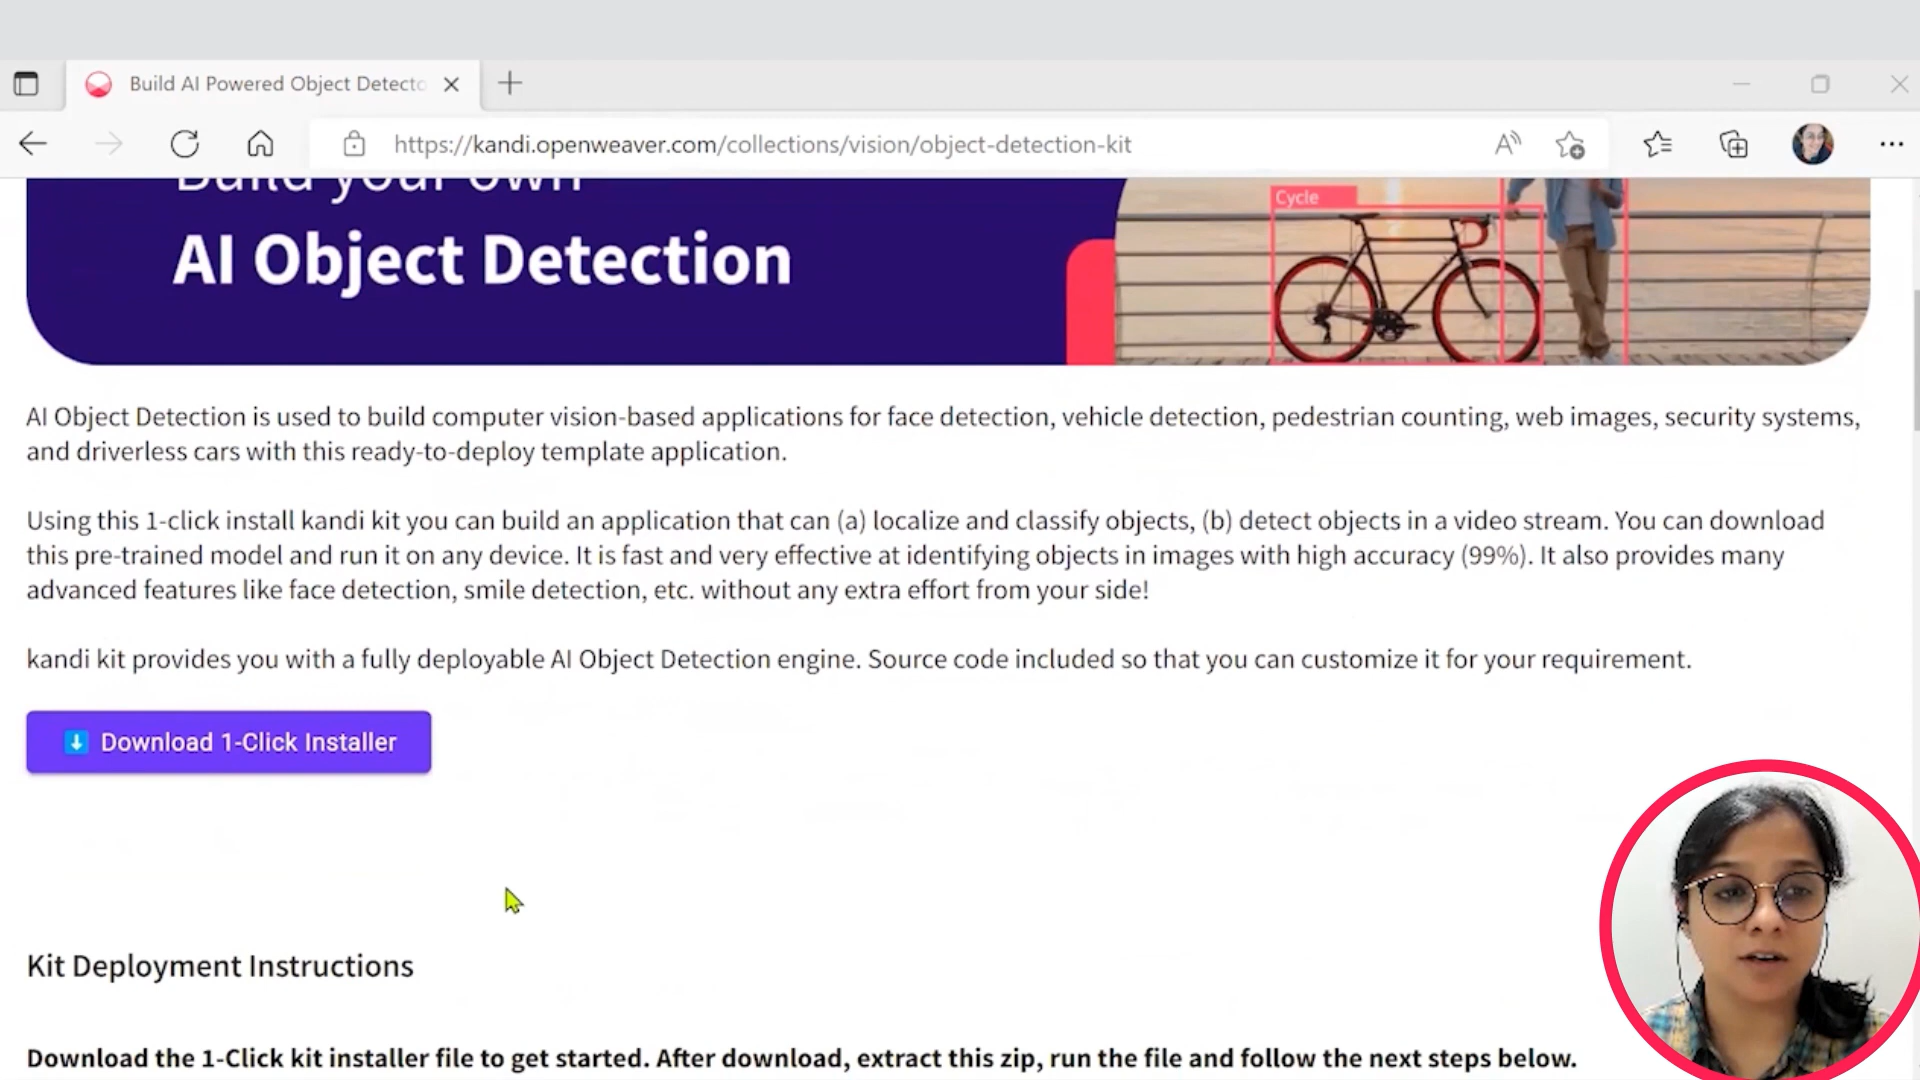 Build AI Powered Object Detecto
https://kandi.openweaver.com/collections/vision/object-detection-kit
Build your own
AI Object Detection
Cycle
AI Object Detection is used to build computer vision-based applications for face detection, vehicle detection, pedestrian counting, web images, security systems,
and driverless cars with this ready-to-deploy template application.
Using this 1-click install kandi kit you can build an application that can (a) localize and classify objects, (b) detect objects in a video stream. You can download
this pre-trained model and run it on any device. It is fast and very effective at identifying objects in images with high accuracy (99%). It also provides many
advanced features like face detection, smile detection, etc. without any extra effort from your side!
kandi kit provides you with a fully deployable AI Object Detection engine. Source code included so that you can customize it for your requirement.
Download 1-Click Installer
Kit Deployment Instructions
Download the 1-Click kit installer file to get started. After download, extract this zip, run the file and follow the next steps below.